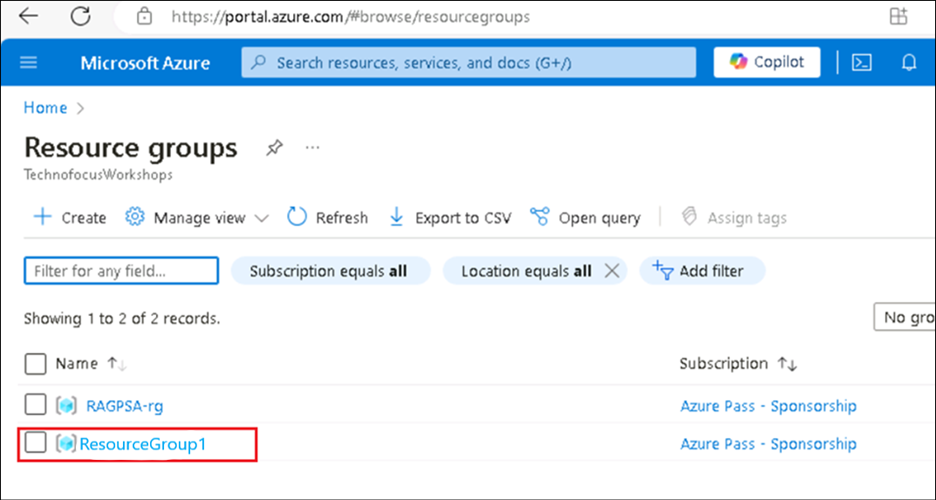 https://portal.azure.com/#browse/resourcegroups
Microsoft Azure Search resources, services, and docs (G+/) Copilot
Home >
Resource groups ...
TechnofocusWorkshops
+ Create Manage view Refresh Export to CSV Open query Assign tags
Filter for any field... Subscription equals all Location equals all Add filter
Showing 1 to 2 of 2 records. No gro
Name ↑↓ Subscription ↑↓
RAGPSA-rg Azure Pass - Sponsorship
ResourceGroup1 Azure Pass - Sponsorship